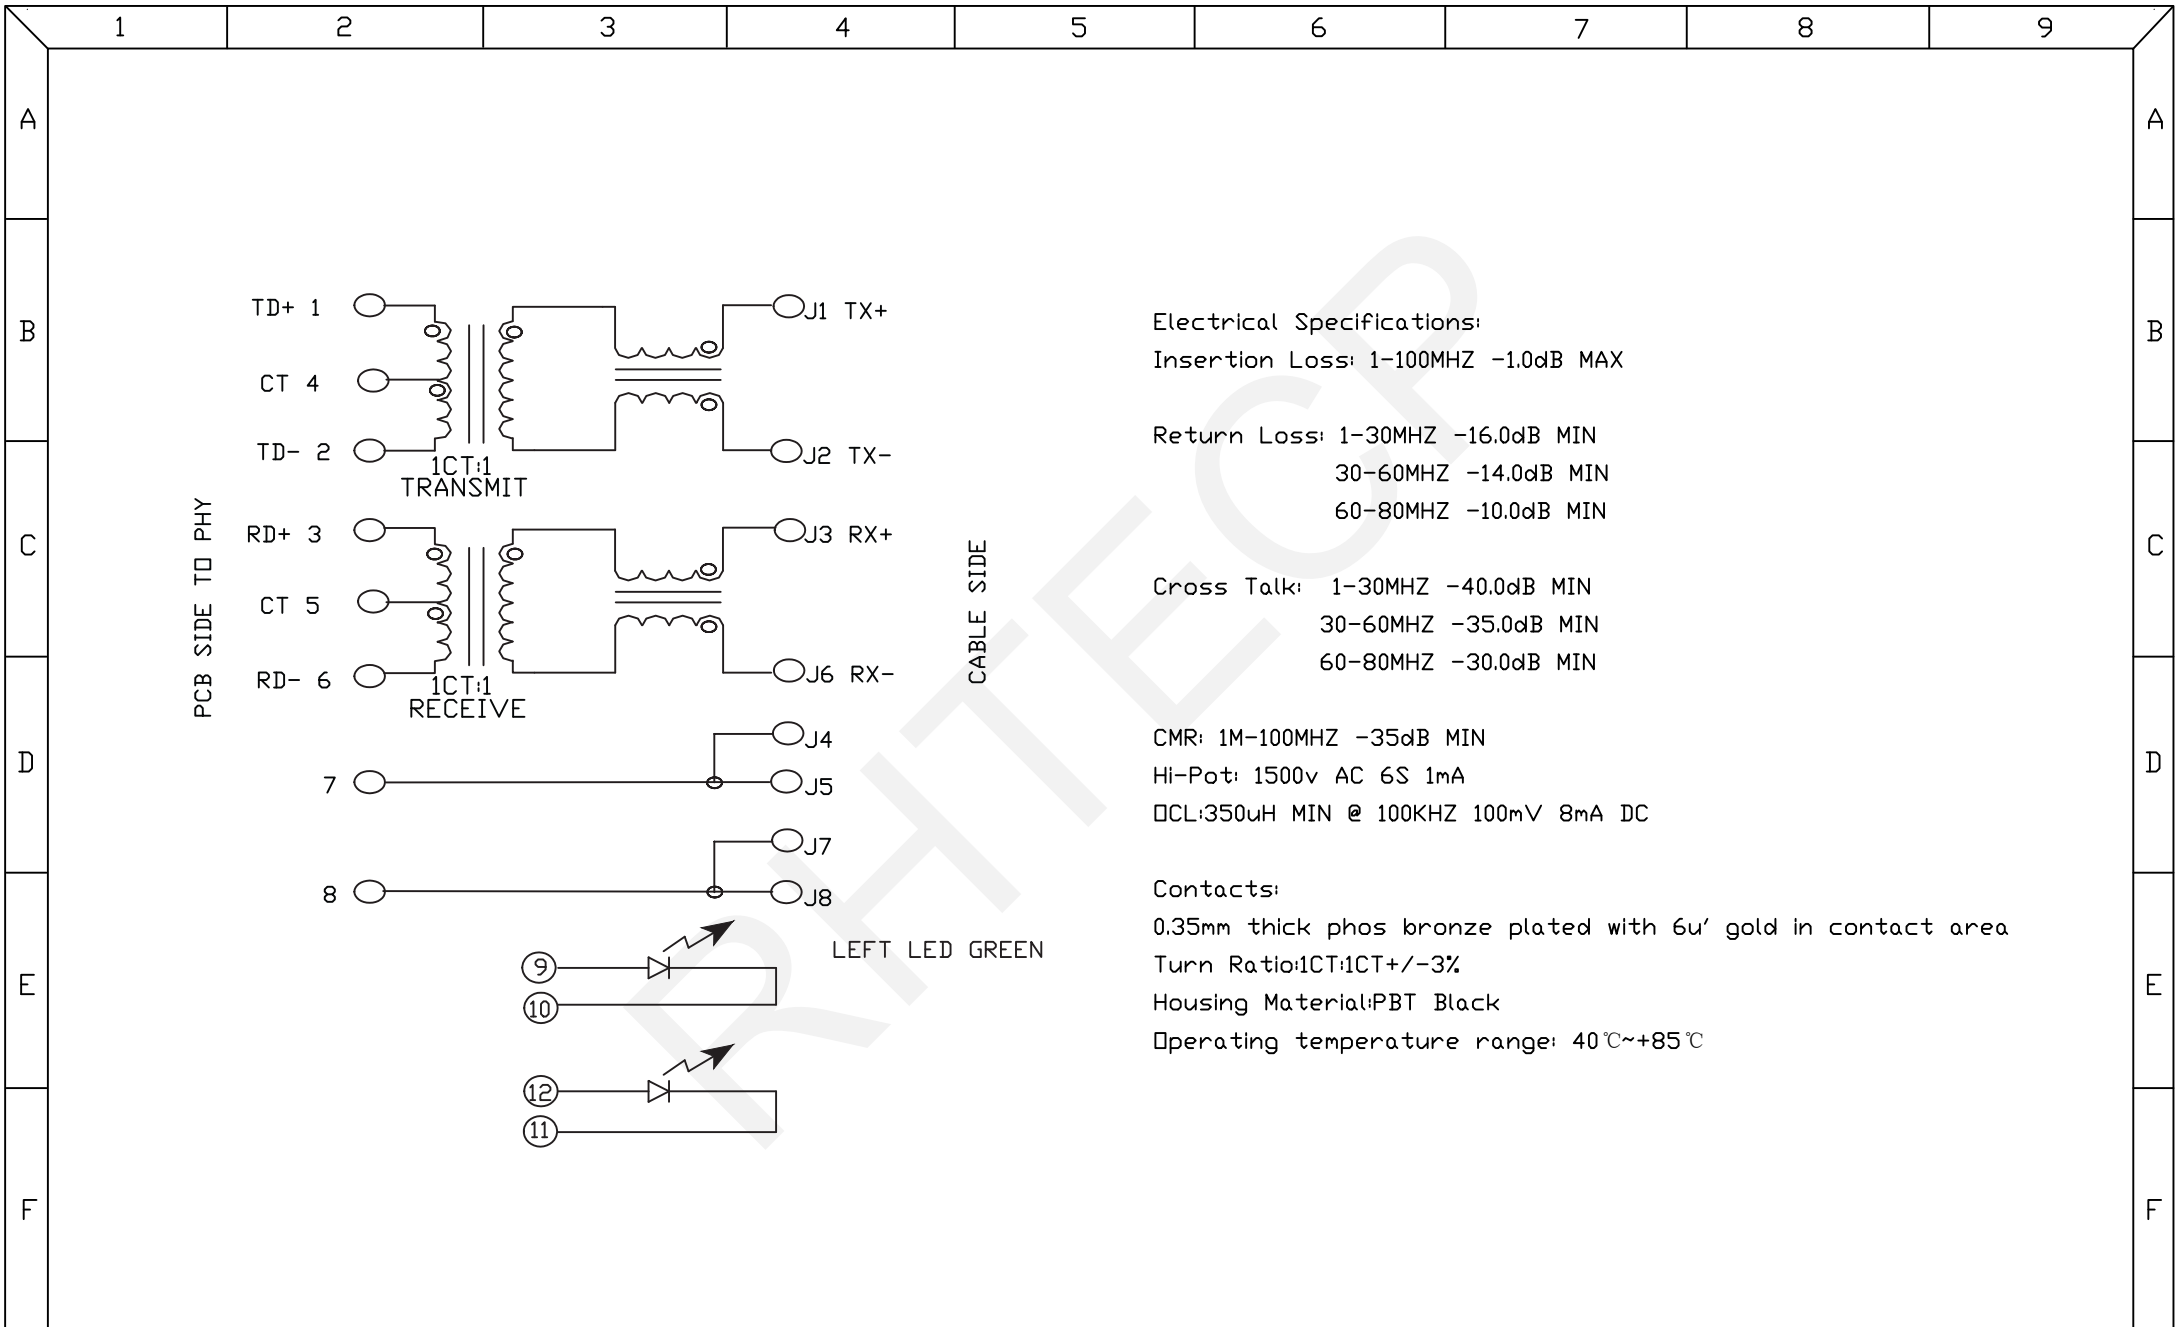 1 2 3 4 5 6 7 8 9
A A
B B
C C
D D
E E
F F
TD+ 1
CT 4
TD- 2
1CT:1
TRANSMIT
J1 TX+
J2 TX-
PCB SIDE TO PHY
RD+ 3
CT 5
RD- 6
1CT:1
RECEIVE
J3 RX+
J6 RX-
CABLE SIDE
7
J4
J5
8
J7
J8
LEFT LED GREEN
9
10
12
11
Electrical Specifications:
Insertion Loss: 1-100MHZ -1.0dB MAX
Return Loss: 1-30MHZ -16.0dB MIN
30-60MHZ -14.0dB MIN
60-80MHZ -10.0dB MIN
Cross Talk: 1-30MHZ -40.0dB MIN
30-60MHZ -35.0dB MIN
60-80MHZ -30.0dB MIN
CMR: 1M-100MHZ -35dB MIN
Hi-Pot: 1500v AC 6S 1mA
OCL:350uH MIN @ 100KHZ 100mV 8mA DC
Contacts:
0.35mm thick phos bronze plated with 6u' gold in contact area
Turn Ratio:1CT:1CT+/-3%
Housing Material:PBT Black
Operating temperature range: 40℃~+85℃
RHTECP